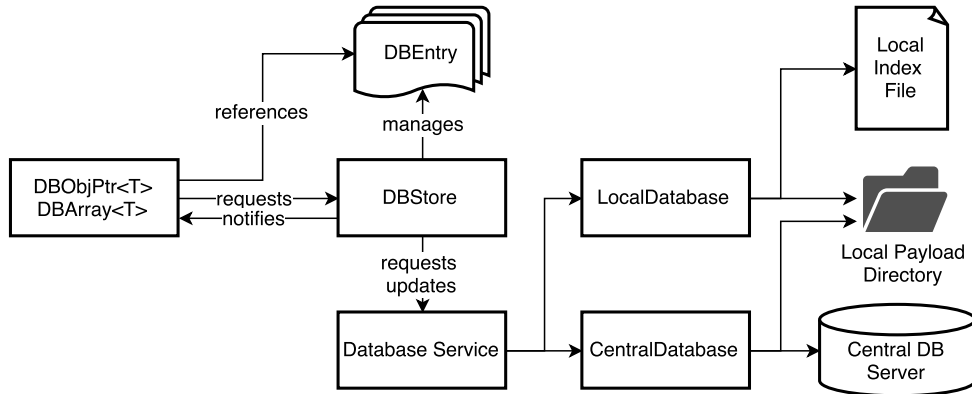 DBEntry
Local
Index
File
references
manages
DBObjPtr<T>
DBArray<T>
requests
notifies
DBStore
LocalDatabase
Local Payload
Directory
requests
updates
Database Service
CentralDatabase
Central DB
Server